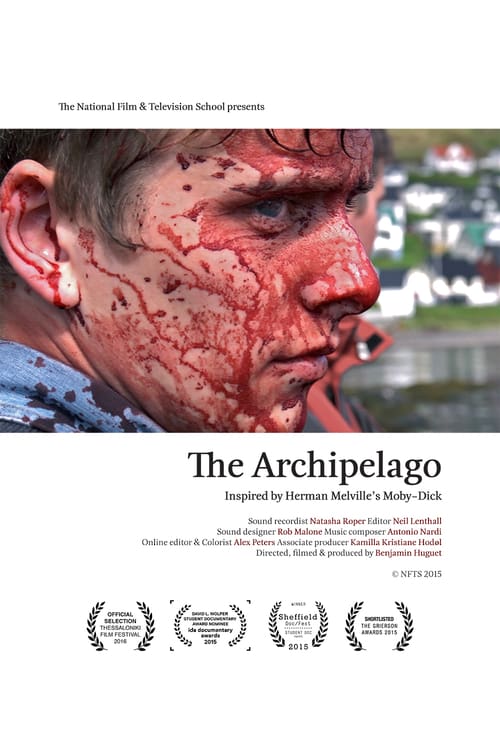 The National Film & Television School presents
The Archipelago
Inspired by Herman Melville's Moby-Dick
Sound recordist Natasha Roper Editor Neil Lenthall
Sound designer Rob Malone Music composer Antonio Nardi
Online editor & Colorist Alex Peters Associate producer Kamilla Kristiane Hodøl
Directed, filmed & produced by Benjamin Huguet
© NFTS 2015
OFFICIAL
SELECTION
THESSALONIKI
FILM FESTIVAL
2016
DAVID L. WOLPER
STUDENT DOCUMENTARY
AWARD NOMINEE
ida documentary
awards
2015
WINNER
Sheffield
Doc/Fest
STUDENT DOC
2015
SHORTLISTED
THE GRIERSON
AWARDS 2015